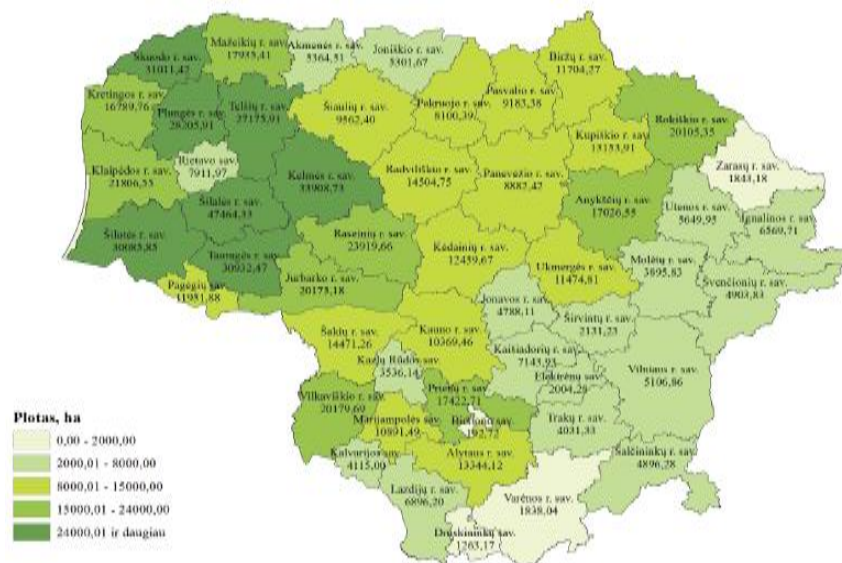 Mažeikių r. sav.
17935,41
Akmenės r. sav.
5364,51
Joniškio r. sav.
5301,67
Skuodo r. sav.
31011,47
Biržų r. sav.
11704,27
Kretingos r. sav.
16789,76
Plungės r. sav.
Telšių r. sav.
27175,91
Šiaulių r. sav.
9562,40
Pakruojo r. sav.
8100,39
Pasvalio r. sav.
9183,38
Rokiškio r. sav.
20105,35
Kupiškio r. sav.
13153,91
Zarasų r. sav.
1843,18
Rietavo sav.
7911,97
Klaipėdos r. sav.
21806,55
Kelmės r. sav.
33908,73
Radviliškio r. sav.
14504,75
Panevėžio r. sav.
8882,42
Anykščių r. sav.
17026,55
Utenos r. sav.
5649,95
Ignalinos r. sav.
6569,71
Šilalės r. sav.
47464,33
Šilutės r. sav.
Raseinių r. sav.
23919,66
Tauragės r. sav.
30932,47
Kėdainių r. sav.
12459,67
Ukmergės r. sav.
11474,81
Molėtų r. sav.
3895,83
Švenčionių r. sav.
4903,83
Pagėgių sav.
11951,88
Jurbarko r. sav.
20173,18
Jonavos r. sav.
4788,11
Širvintų r. sav.
2131,23
Šakių r. sav.
14471,26
Kauno r. sav.
10369,46
Kaišiadorių r. sav.
7143,93
Kazlų Rūdos sav.
3536,14
Elektrėnų sav.
2004,28
Vilniaus r. sav.
5106,86
Vilkaviškio r. sav.
20179,69
Prienų r. sav.
17422,71
Birštono sav.
192,72
Marijampolės sav.
10891,49
Trakų r. sav.
4031,33
Kalvarijos sav.
4115,00
Alytaus r. sav.
13344,12
Šalčininkų r. sav.
4896,28
Lazdijų r. sav.
6896,20
Varėnos r. sav.
1838,04
Druskininkų sav.
1263,17
Plotas, ha
0,00 - 2000,00
2000,01 - 8000,00
8000,01 - 15000,00
15000,01 - 24000,00
24000,01 ir daugiau